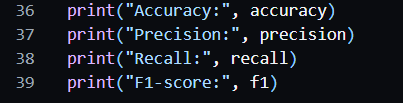 36 print("Accuracy:", accuracy)
37 print("Precision:", precision)
38 print("Recall:", recall)
39 print("F1-score:", f1)